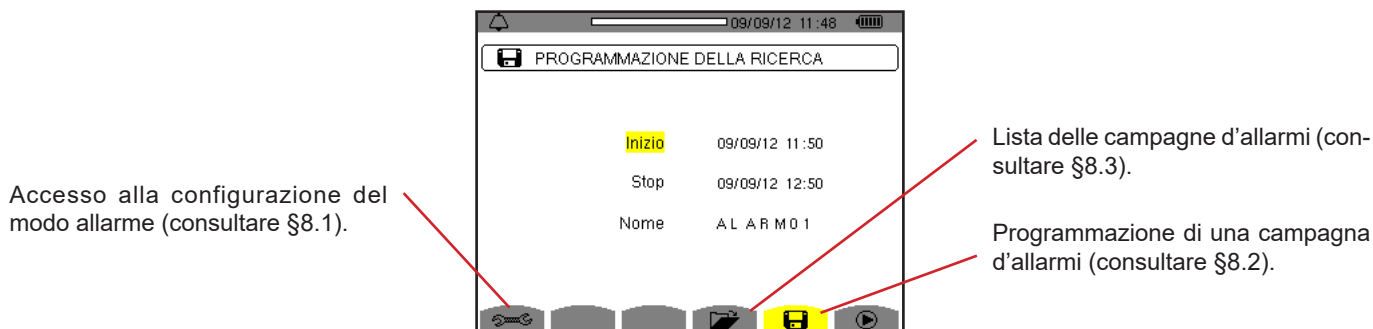 09/09/12 11:48
PROGRAMMAZIONE DELLA RICERCA
Inizio 09/09/12 11:50
Stop 09/09/12 12:50
Nome ALARM01
Accesso alla configurazione del
modo allarme (consultare §8.1).
Lista delle campagne d'allarmi (con-
sultare §8.3).
Programmazione di una campagna
d'allarmi (consultare §8.2).